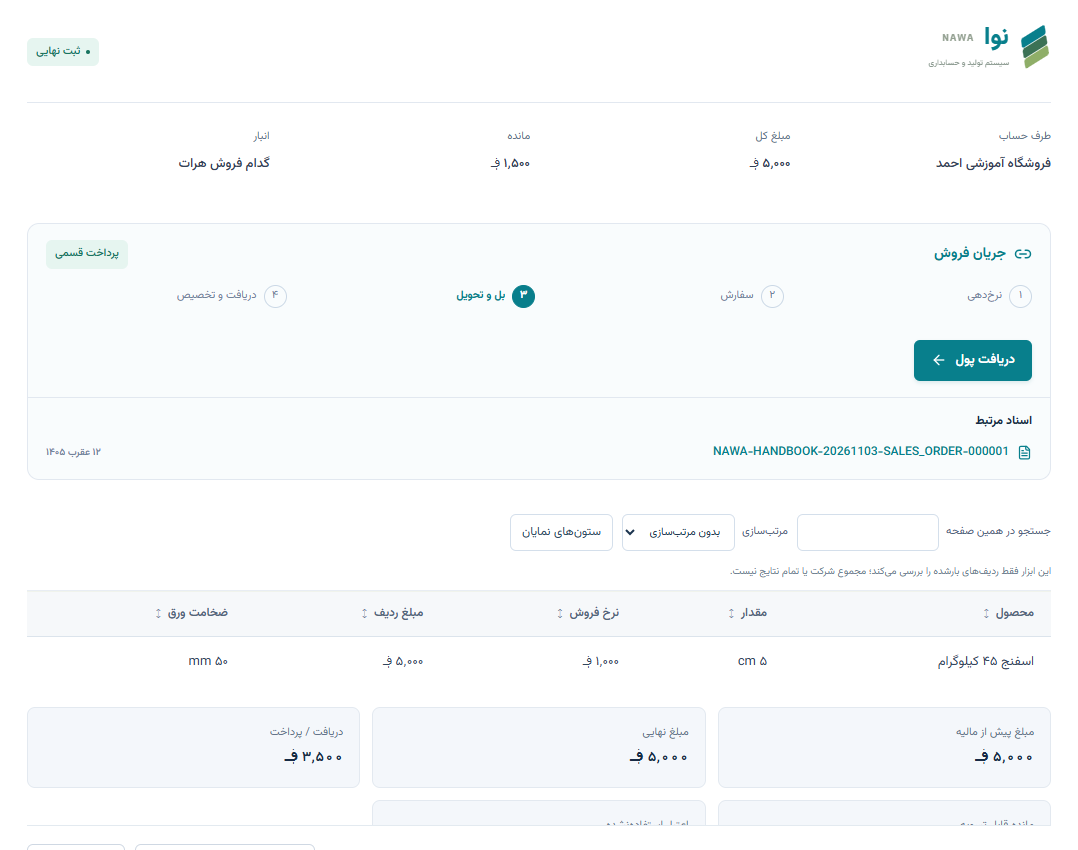 نوا NAWA
سیستم تولید و حسابداری
ثبت نهایی
طرف حساب
فروشگاه آموزشی احمد
مبلغ کل
۵,۰۰۰ ؋
مانده
۱,۵۰۰ ؋
انبار
گدام فروش هرات
جریان فروش
پرداخت قسمی
۱ نرخ‌دهی
۲ سفارش
۳ بل و تحویل
۴ دریافت و تخصیص
دریافت پول ←
اسناد مرتبط
NAWA-HANDBOOK-20261103-SALES_ORDER-000001
۱۲ عقرب ۱۴۰۵
جستجو در همین صفحه
مرتب‌سازی
بدون مرتب‌سازی
ستون‌های نمایان
این ابزار فقط ردیف‌های بارشده را بررسی می‌کند؛ مجموع شرکت یا تمام نتایج نیست.
محصول ↕ مقدار ↕ نرخ فروش ↕ مبلغ ردیف ↕ ضخامت ورق ↕
اسفنج ۴۵ کیلوگرام ۵ cm ۱,۰۰۰ ؋ ۵,۰۰۰ ؋ ۵۰ mm
مبلغ پیش از مالیه
۵,۰۰۰ ؋
مبلغ نهایی
۵,۰۰۰ ؋
دریافت / پرداخت
۳,۵۰۰ ؋